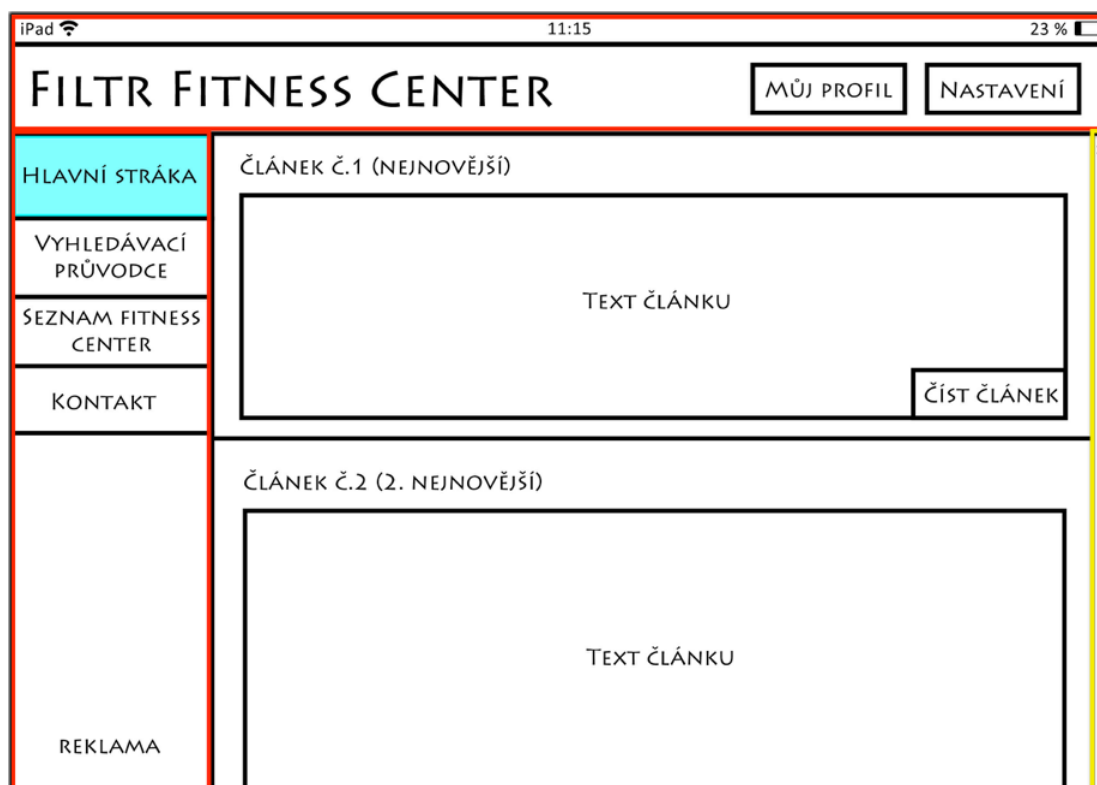 iPad 11:15 23 %
Filtr Fitness Center
Můj profil
Nastavení
Hlavní stráka
Vyhledávací
průvodce
Seznam fitness
center
Kontakt
reklama
Článek č.1 (nejnovější)
Text článku
Číst článek
Článek č.2 (2. nejnovější)
Text článku